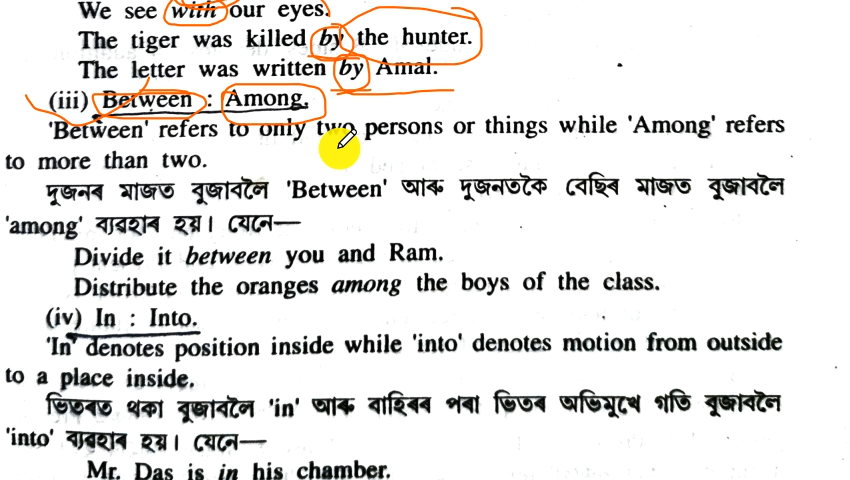 We see with our eyes.
The tiger was killed by the hunter.
The letter was written by Amal.
(iii) Between : Among.
'Between' refers to only two persons or things while 'Among' refers
to more than two.
দুজনৰ মাজত বুজাবলৈ 'Between' আৰু দুজনতকৈ বেছিৰ মাজত বুজাবলৈ
'among' ব্যৱহাৰ হয়। যেনে—
Divide it between you and Ram.
Distribute the oranges among the boys of the class.
(iv) In : Into.
'In' denotes position inside while 'into' denotes motion from outside
to a place inside.
ভিতৰত থকা বুজাবলৈ 'in' আৰু বাহিৰৰ পৰা ভিতৰ অভিমুখে গতি বুজাবলৈ
'into' ব্যৱহাৰ হয়। যেনে—
Mr. Das is in his chamber.